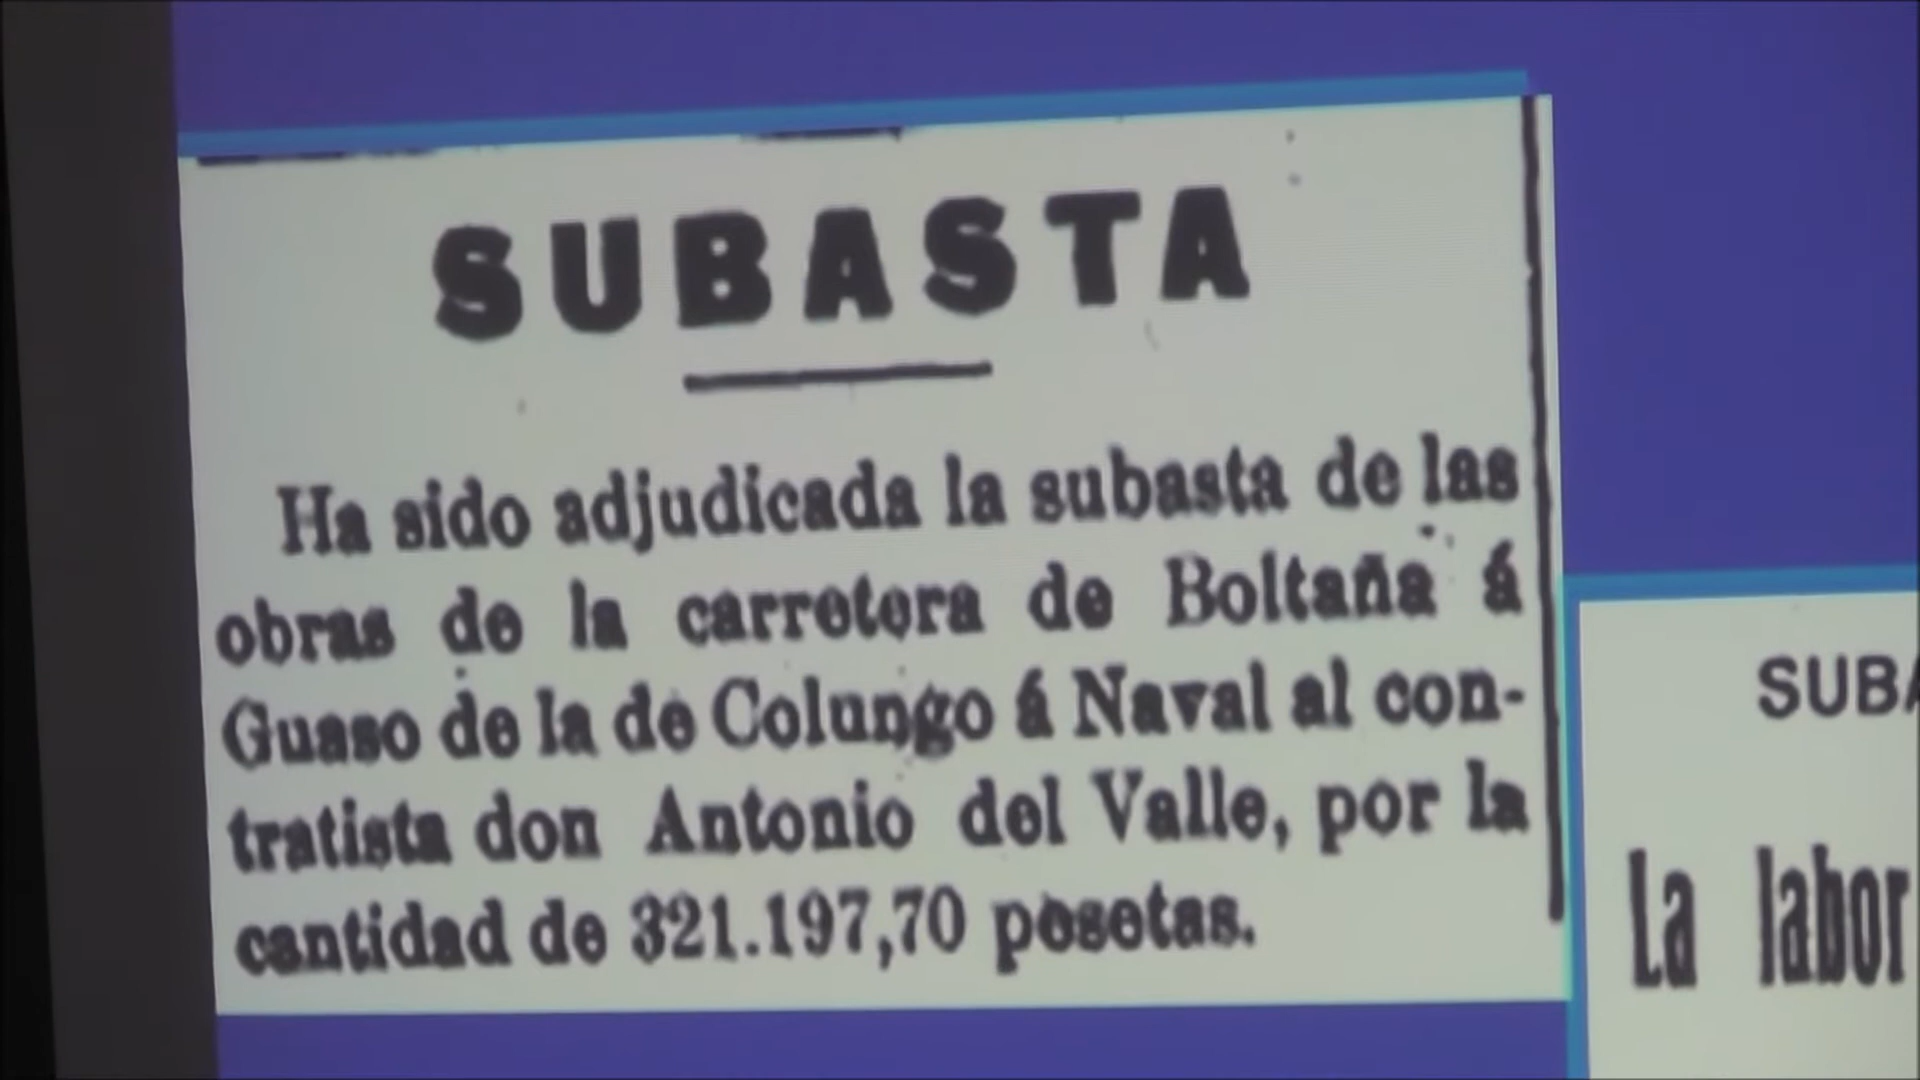 SUBASTA
Ha sido adjudicada la subasta de las
obras de la carretera de Boltaña á
Guaso de la de Colungo á Naval al con-
tratista don Antonio del Valle, por la
cantidad de 321.197,70 pesetas.
SUBA
La labor